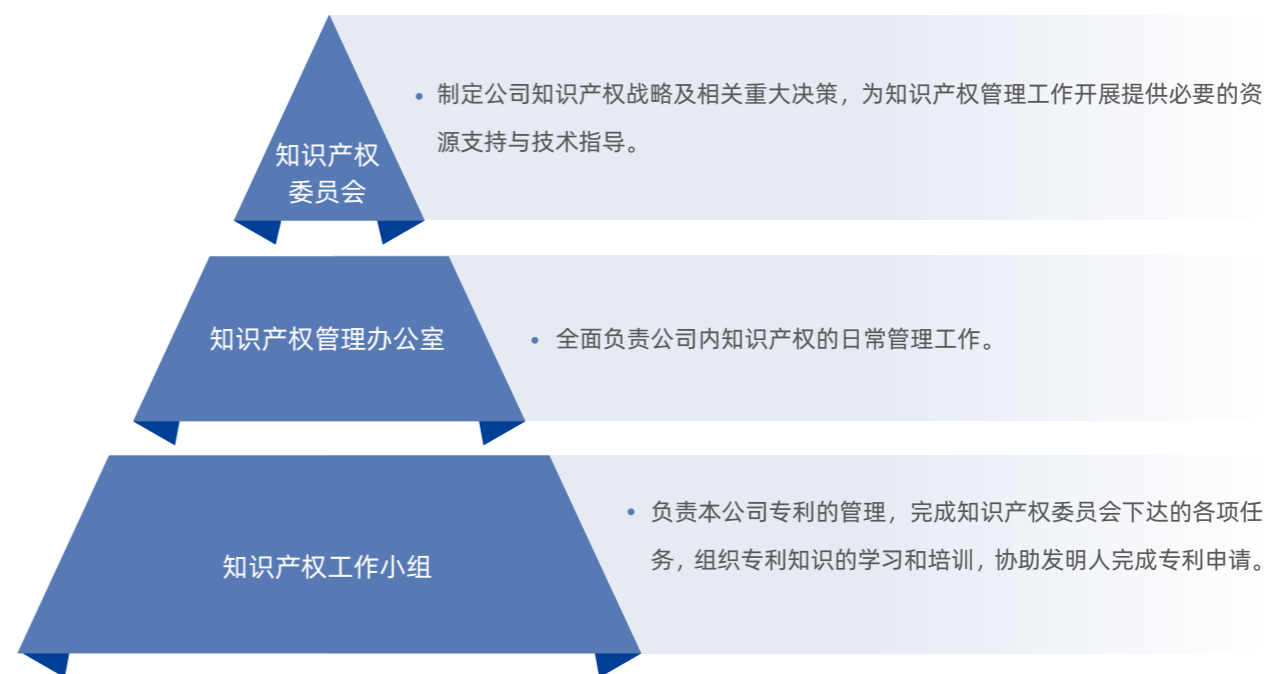 • 制定公司知识产权战略及相关重大决策，为知识产权管理工作开展提供必要的资
源支持与技术指导。
知识产权
委员会
知识产权管理办公室
• 全面负责公司内知识产权的日常管理工作。
• 负责本公司专利的管理，完成知识产权委员会下达的各项任
务，组织专利知识的学习和培训，协助发明人完成专利申请。
知识产权工作小组